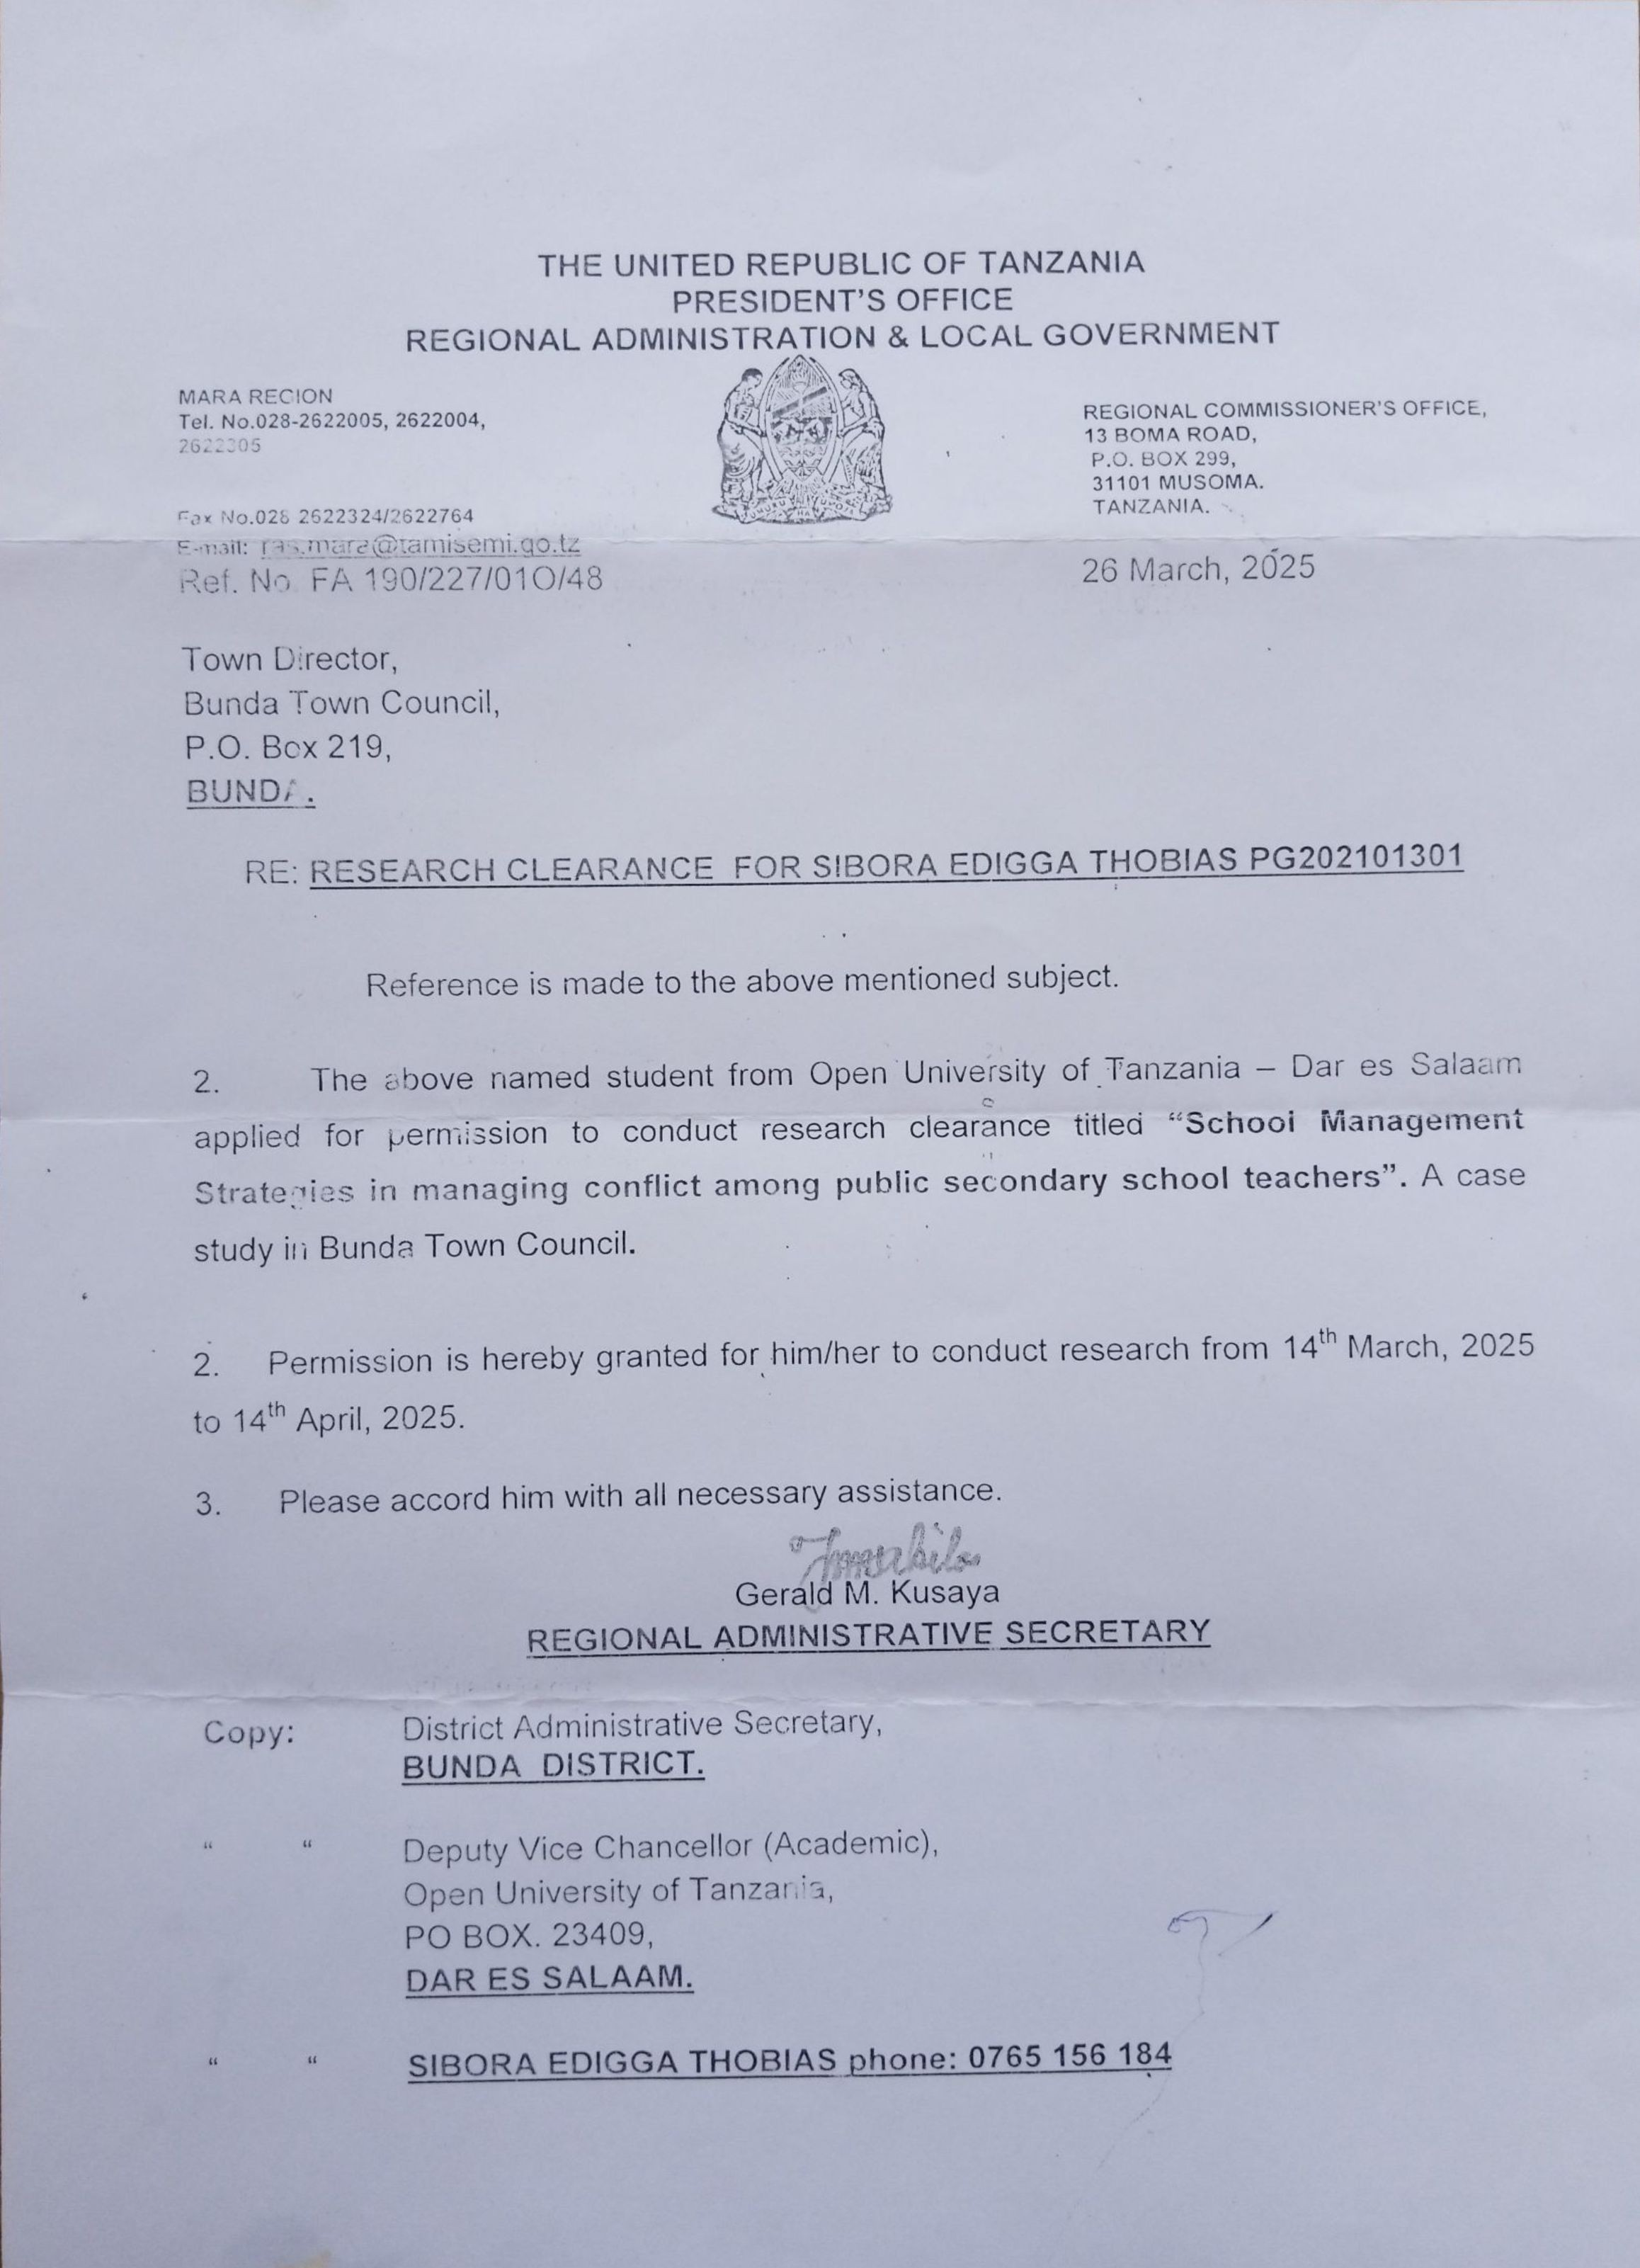 THE UNITED REPUBLIC OF TANZANIA
PRESIDENT'S OFFICE
REGIONAL ADMINISTRATION & LOCAL GOVERNMENT
MARA REGION
Tel. No.028-2622005, 2622004,
2622305
Fax No.028 2622324/2622764
E-mail: ras.mara@tamisemi.go.tz
Ref. No. FA 190/227/01O/48
REGIONAL COMMISSIONER'S OFFICE,
13 BOMA ROAD,
P.O. BOX 299,
31101 MUSOMA.
TANZANIA.
26 March, 2025
Town Director,
Bunda Town Council,
P.O. Box 219,
BUNDA.
RE: RESEARCH CLEARANCE FOR SIBORA EDIGGA THOBIAS PG202101301
Reference is made to the above mentioned subject.
2. The above named student from Open University of Tanzania – Dar es Salaam
applied for permission to conduct research clearance titled “School Management
Strategies in managing conflict among public secondary school teachers”. A case
study in Bunda Town Council.
2. Permission is hereby granted for him/her to conduct research from 14th March, 2025
to 14th April, 2025.
3. Please accord him with all necessary assistance.
Gerald M. Kusaya
REGIONAL ADMINISTRATIVE SECRETARY
Copy: District Administrative Secretary,
BUNDA DISTRICT.
“ “ Deputy Vice Chancellor (Academic),
Open University of Tanzania,
PO BOX. 23409,
DAR ES SALAAM.
“ “ SIBORA EDIGGA THOBIAS phone: 0765 156 184